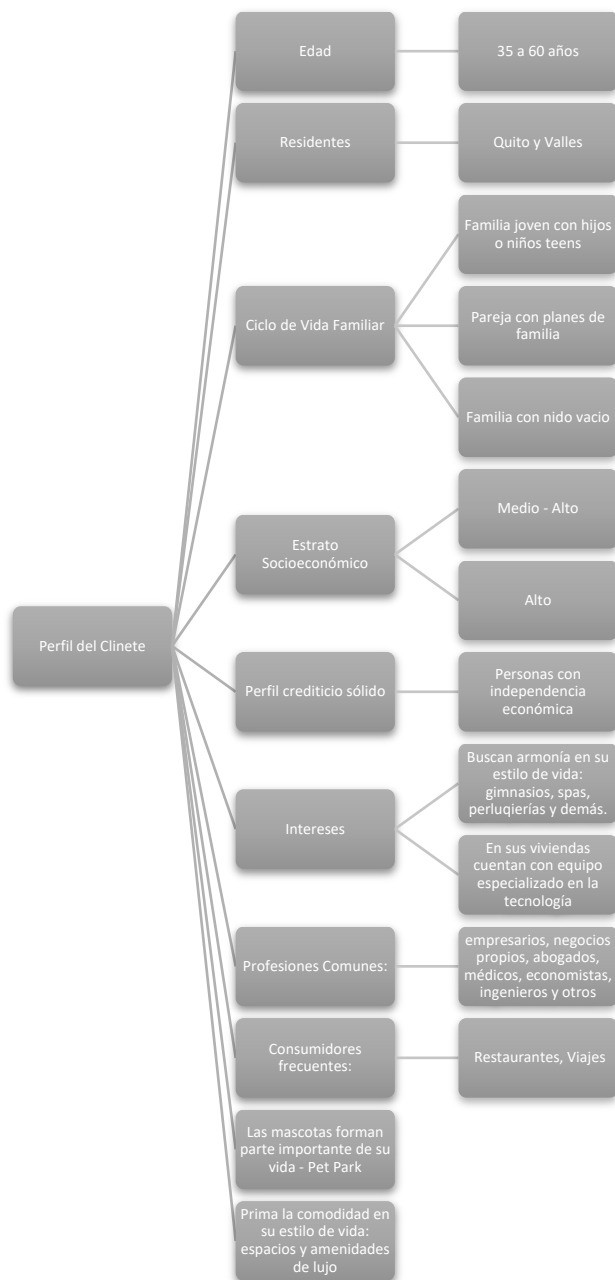 Edad
35 a 60 años
Residentes
Quito y Valles
Ciclo de Vida Familiar
Familia joven con hijos
o niños teens
Pareja con planes de
familia
Familia con nido vacio
Estrato
Socioeconómico
Medio - Alto
Alto
Perfil del Clinete
Perfil crediticio sólido
Personas con
independencia
económica
Intereses
Buscan armonía en su
estilo de vida:
gimnasios, spas,
perluqierías y demás.
En sus viviendas
cuentan con equipo
especializado en la
tecnología
Profesiones Comunes:
empresarios, negocios
propios, abogados,
médicos, economistas,
ingenieros y otros
Consumidores
frecuentes:
Restaurantes, Viajes
Las mascotas forman
parte importante de su
vida - Pet Park
Prima la comodidad en
su estilo de vida:
espacios y amenidades
de lujo